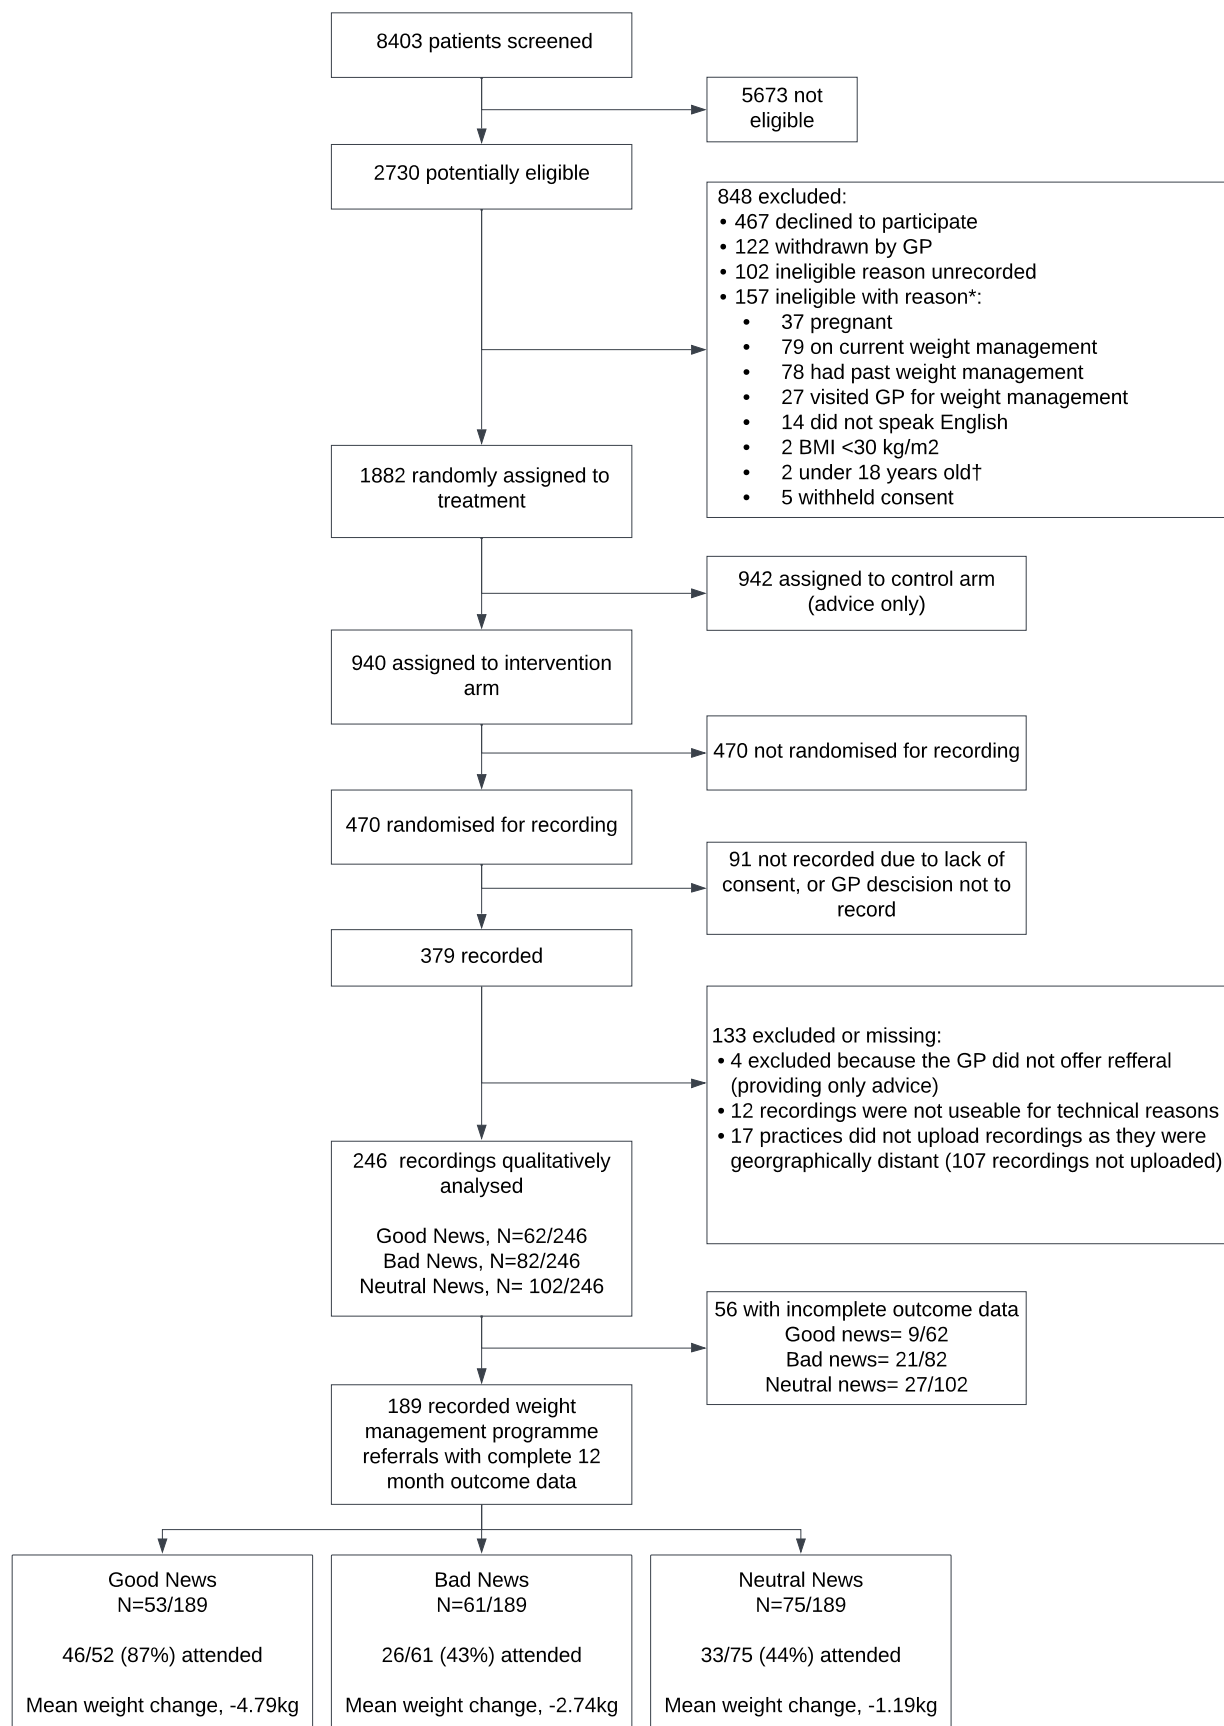 8403 patients screened
5673 not
eligible
2730 potentially eligible
848 excluded:
• 467 declined to participate
• 122 withdrawn by GP
• 102 ineligible reason unrecorded
• 157 ineligible with reason*:
• 37 pregnant
• 79 on current weight management
• 78 had past weight management
• 27 visited GP for weight management
• 14 did not speak English
• 2 BMI <30 kg/m2
• 2 under 18 years old†
• 5 withheld consent
1882 randomly assigned to
treatment
942 assigned to control arm
(advice only)
940 assigned to intervention
arm
470 not randomised for recording
470 randomised for recording
91 not recorded due to lack of
consent, or GP descision not to
record
379 recorded
133 excluded or missing:
• 4 excluded because the GP did not offer refferal
(providing only advice)
• 12 recordings were not useable for technical reasons
• 17 practices did not upload recordings as they were
georgraphically distant (107 recordings not uploaded)
246 recordings qualitatively
analysed
Good News, N=62/246
Bad News, N=82/246
Neutral News, N= 102/246
56 with incomplete outcome data
Good news= 9/62
Bad news= 21/82
Neutral news= 27/102
189 recorded weight
management programme
referrals with complete 12
month outcome data
Good News
N=53/189
46/52 (87%) attended
Mean weight change, -4.79kg
Bad News
N=61/189
26/61 (43%) attended
Mean weight change, -2.74kg
Neutral News
N=75/189
33/75 (44%) attended
Mean weight change, -1.19kg